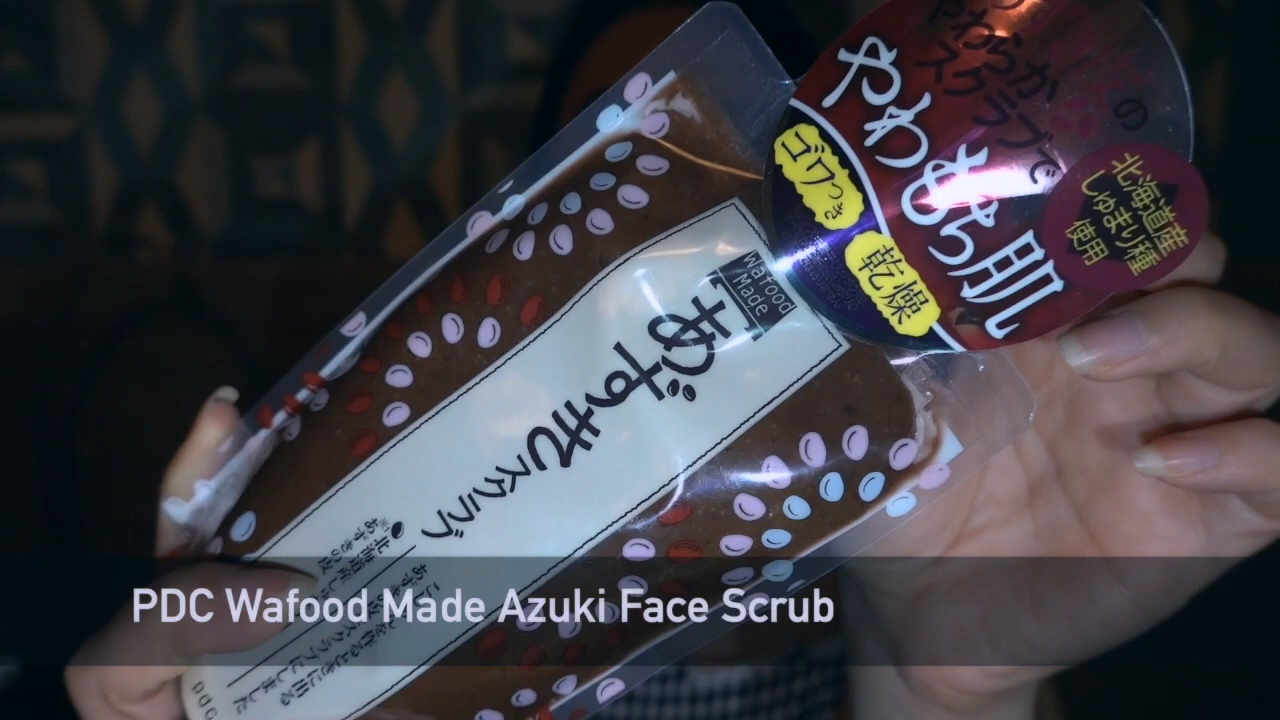 の
やわらか
スクラブで
やわもち肌
ゴワつき
乾燥
北海道産
しゅまり種
使用
Wafood
Made
あずき
スクラブ
PDC Wafood Made Azuki Face Scrub
pdc